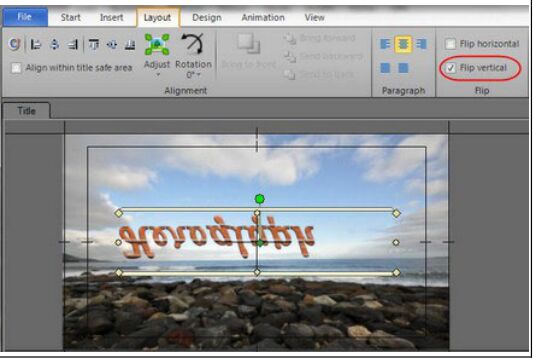 File Start Insert Layout Design Animation View
Bring forward
Flip horizontal
Send backward
Align within title safe area Adjust Rotation Bring to front Flip vertical
0° Send to back
Alignment Paragraph Flip
Title
Aerograph